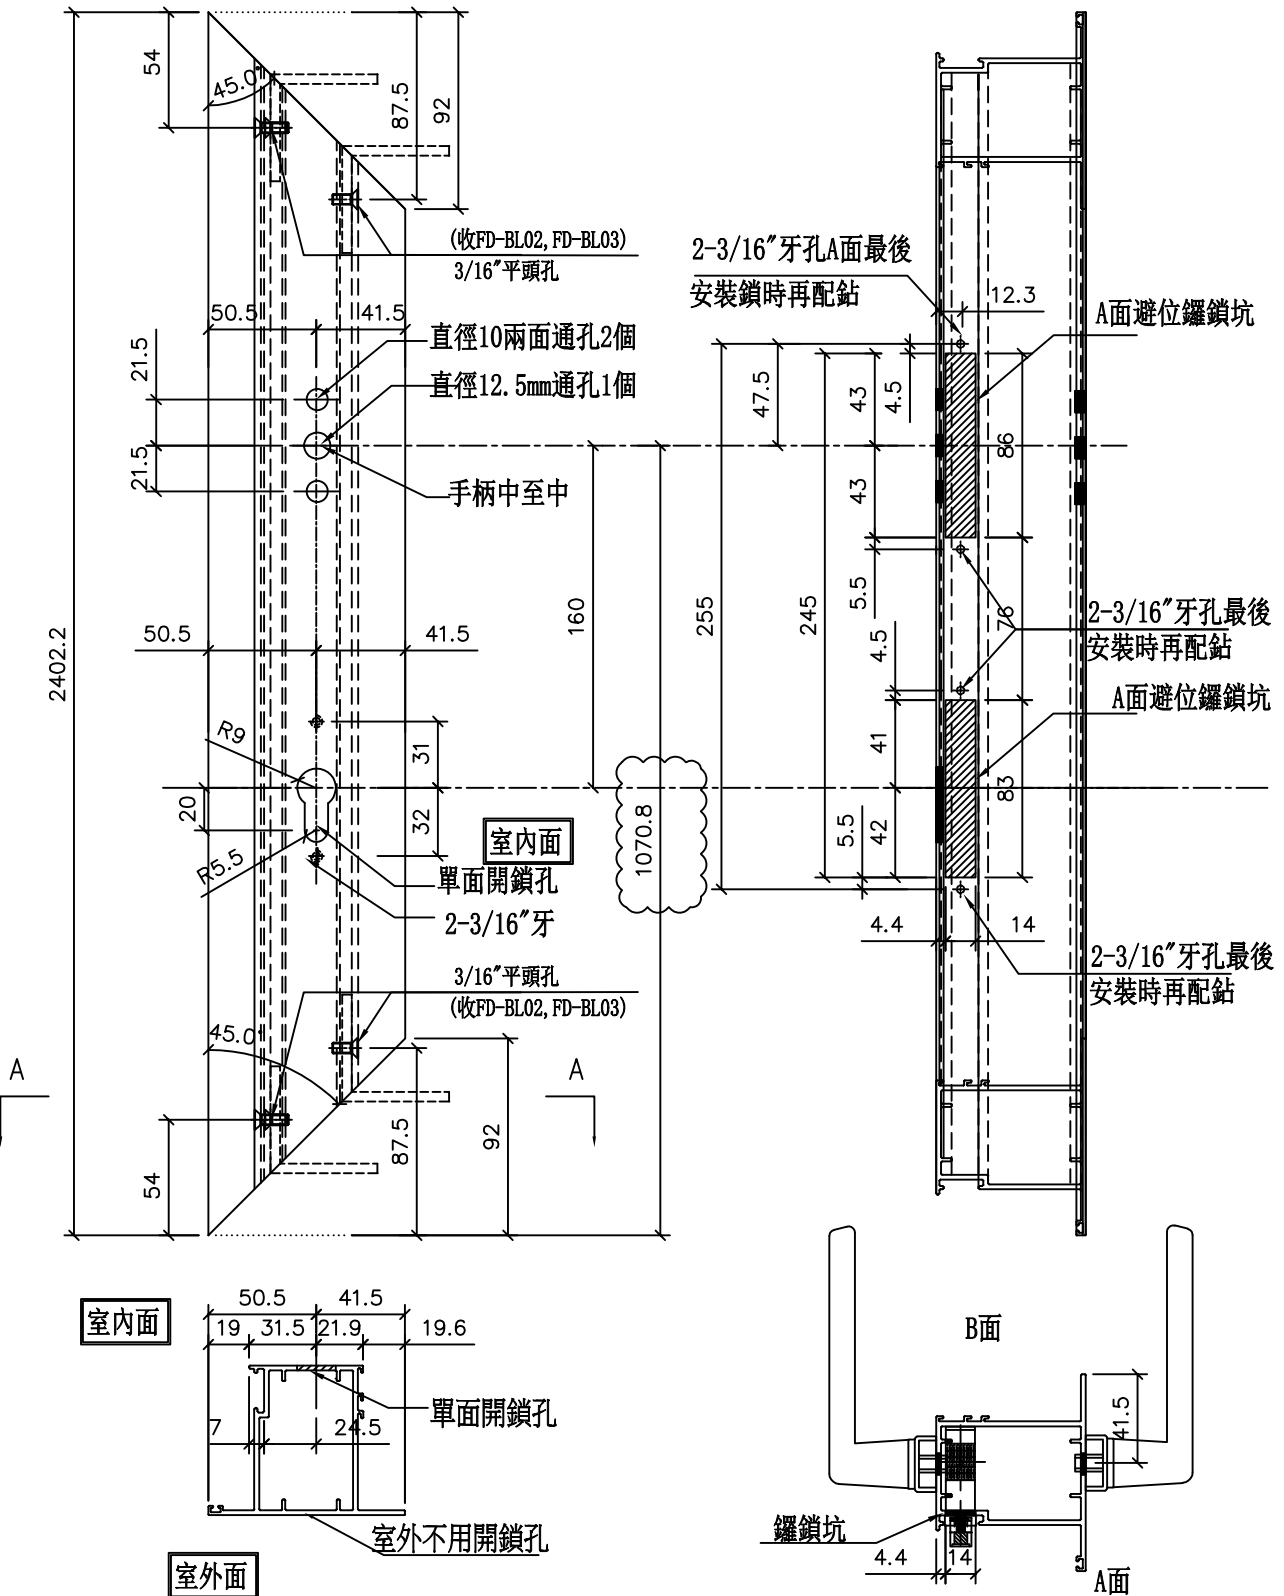 54
45.0°
87.5
92
(收FD-BL02, FD-BL03)
3/16"平頭孔
50.5
41.5
直徑10兩面通孔2個
21.5
直徑12.5mm通孔1個
21.5
手柄中至中
2402.2
50.5
41.5
160
R9
31
20
32
R5.5
室內面
單面開鎖孔
2-3/16"牙
1070.8
3/16"平頭孔
(收FD-BL02, FD-BL03)
45.0°
A
A
87.5
92
54
2-3/16"牙孔A面最後
安裝鎖時再配鉆
12.3
A面避位鑼鎖坑
47.5
43
4.5
86
43
5.5
255
245
76
2-3/16"牙孔最後
安裝時再配鉆
4.5
A面避位鑼鎖坑
41
83
5.5
42
4.4
14
2-3/16"牙孔最後
安裝時再配鉆
室內面
50.5
41.5
19
31.5
21.9
19.6
7
24.5
單面開鎖孔
室外不用開鎖孔
室外面
B面
41.5
鑼鎖坑
4.4
14
A面